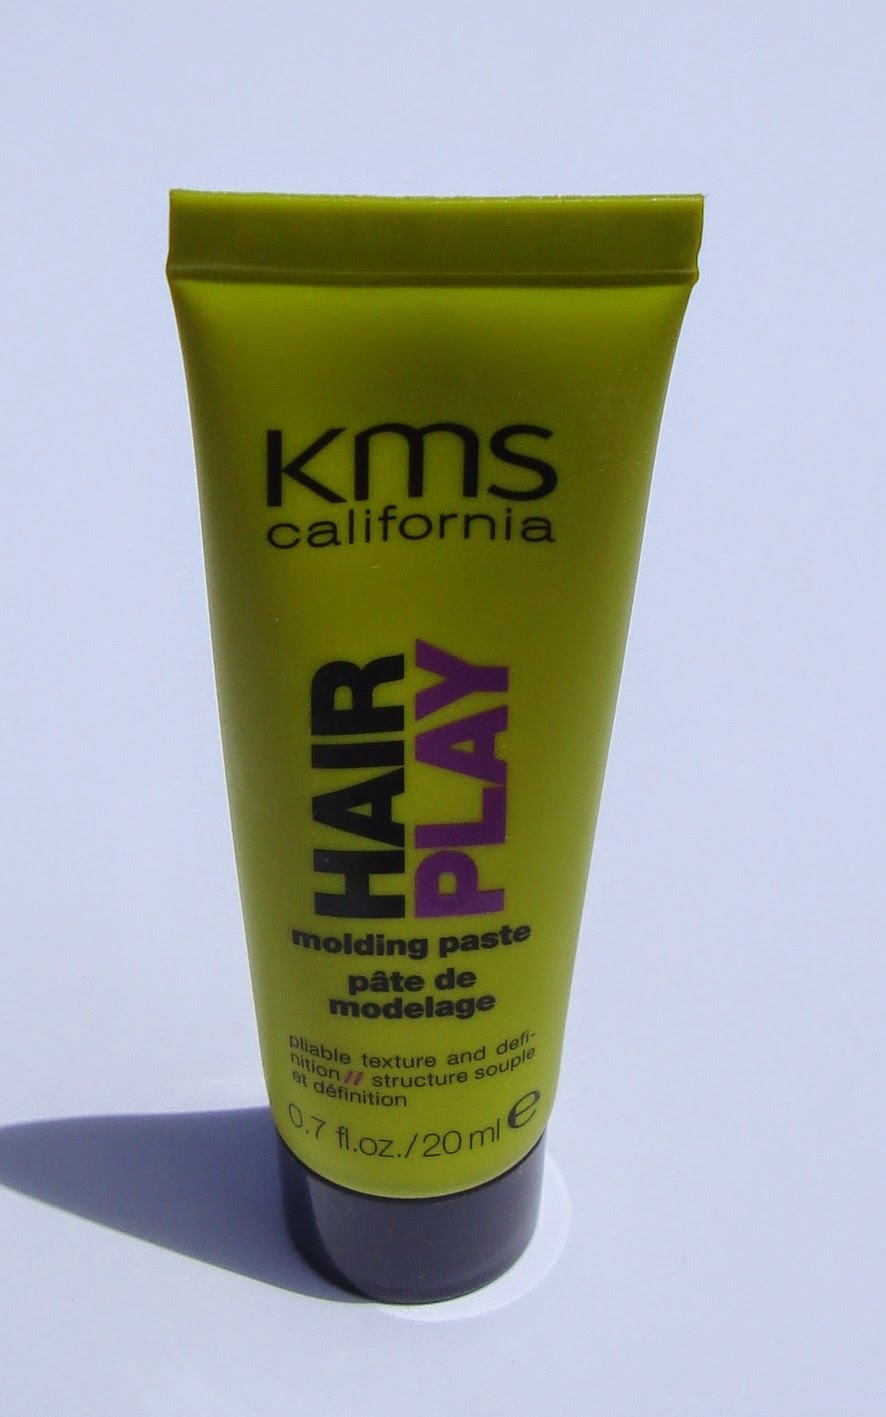 kms
california
HAIR
PLAY
molding paste
pâte de
modelage
pliable texture and defi-
nition // structure souple
et définition
0.7 fl.oz./20 ml ℮